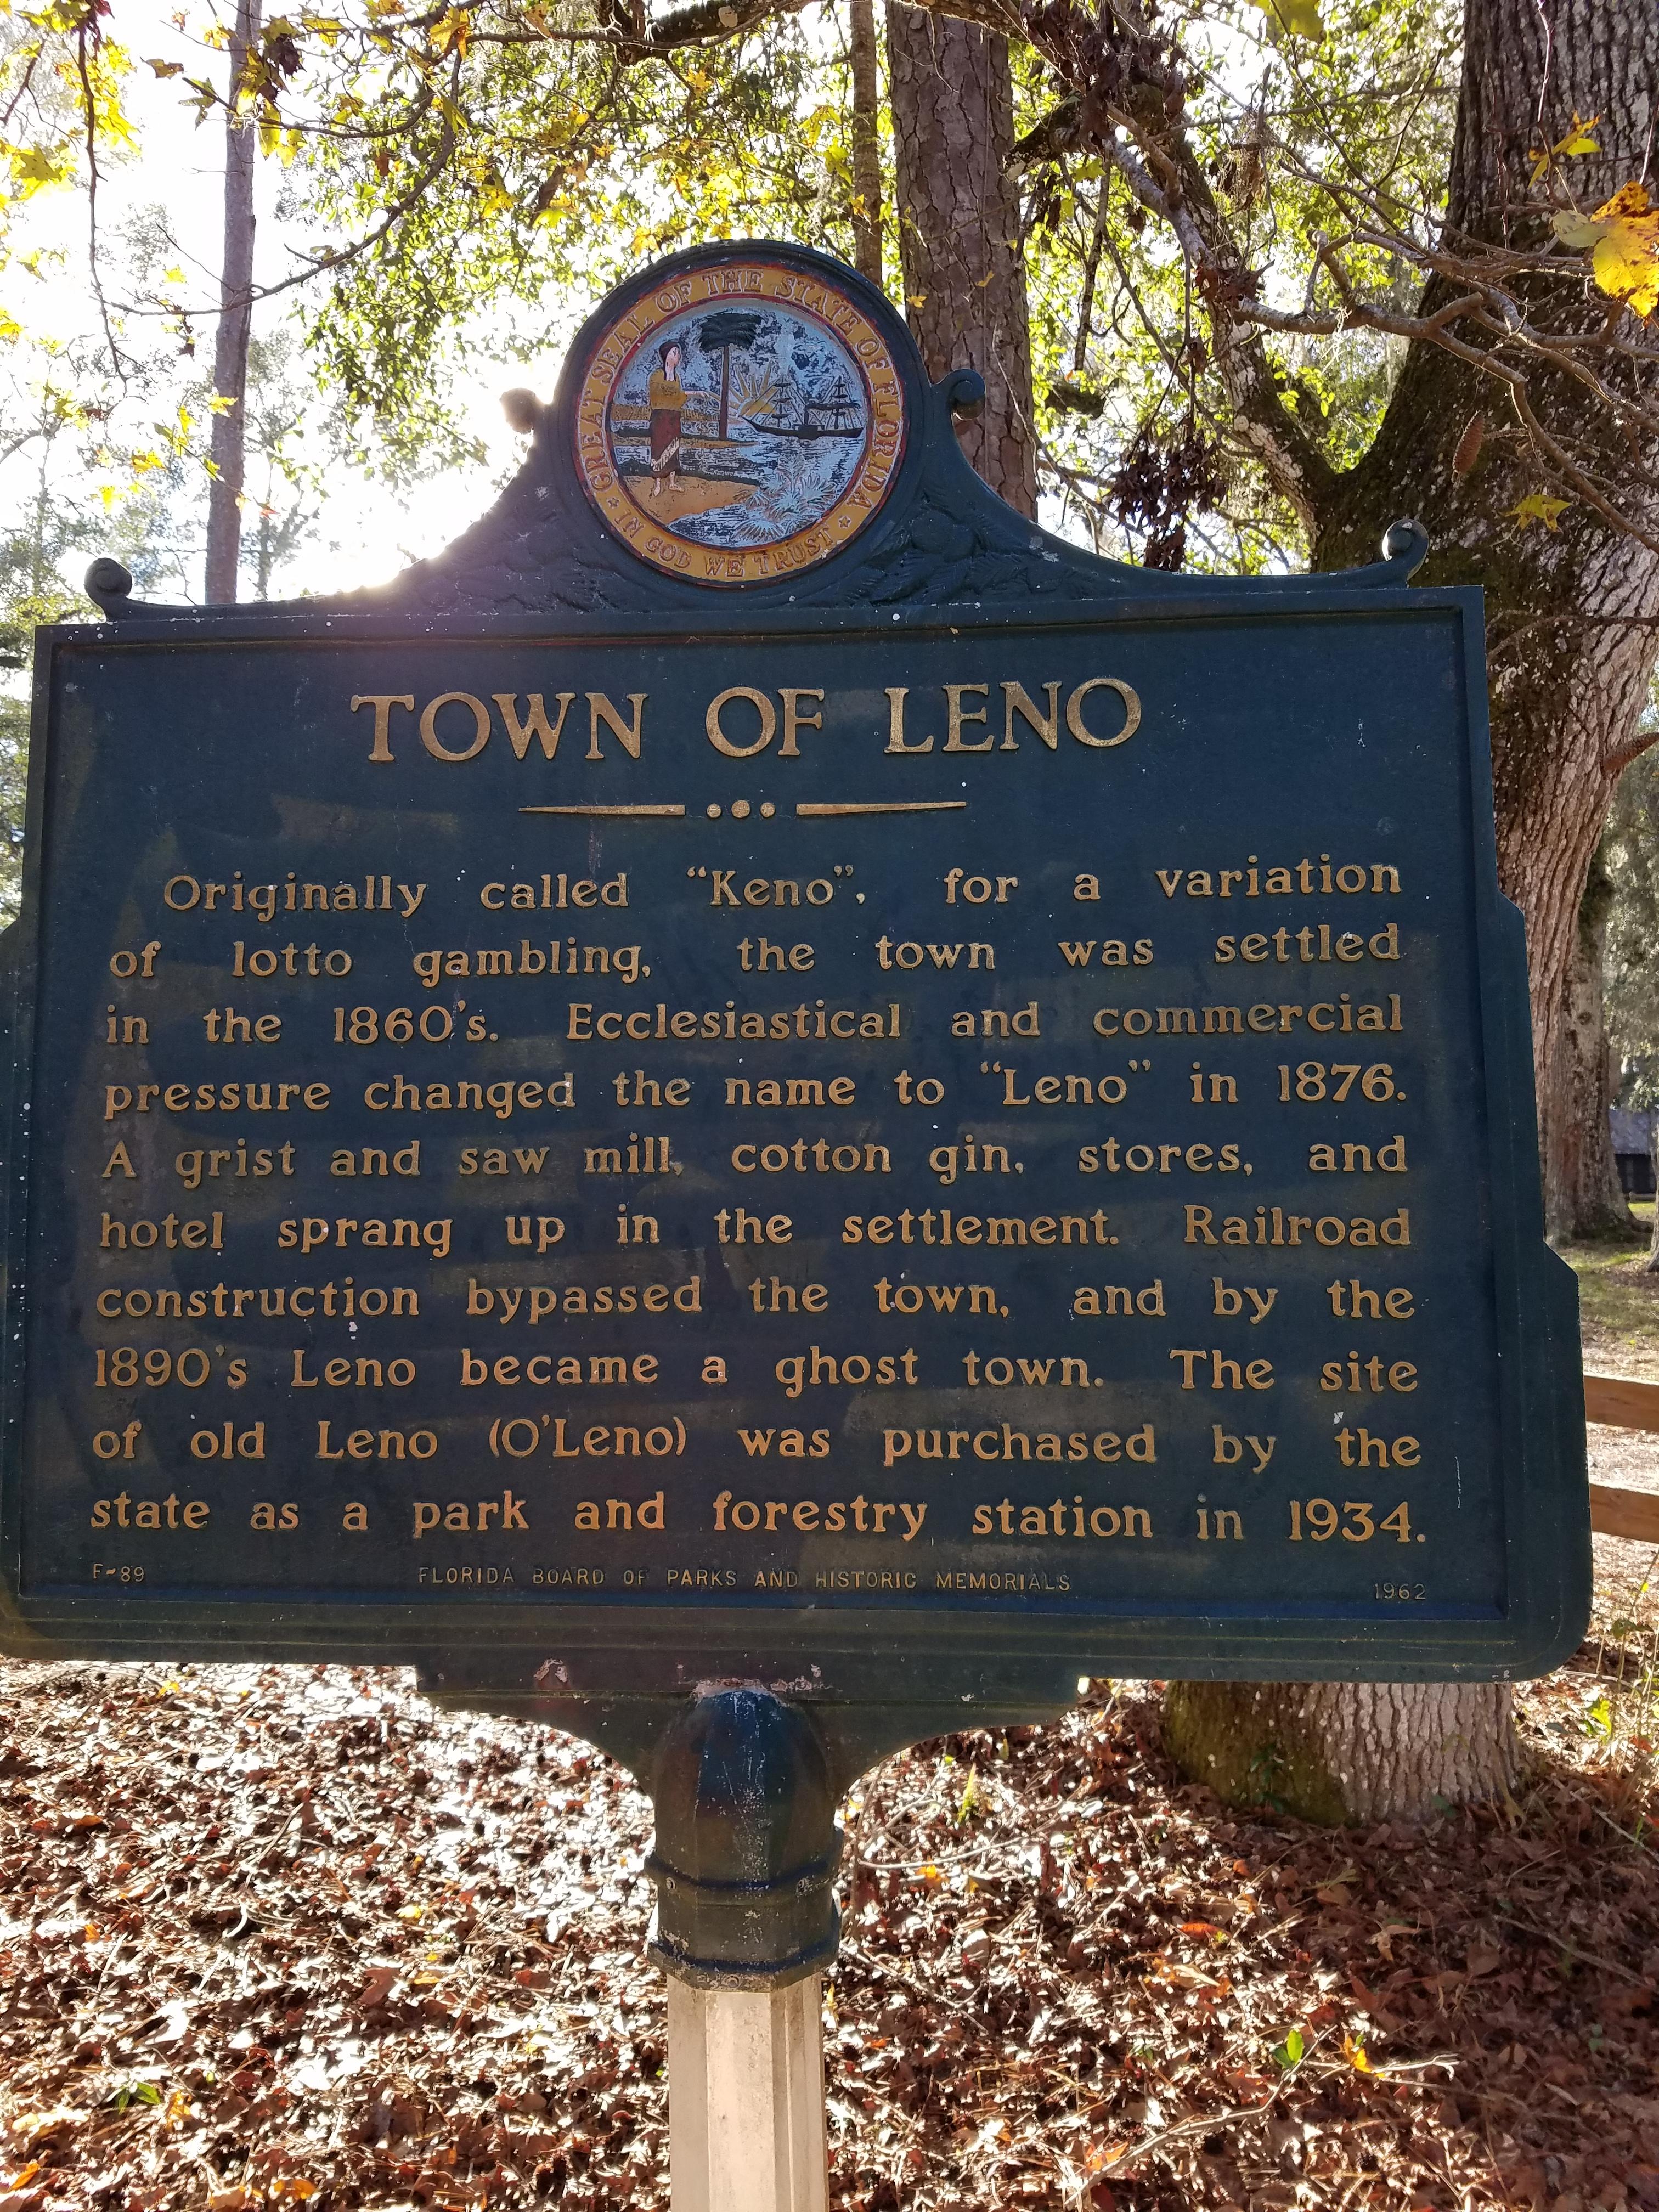 GREAT SEAL OF THE STATE OF FLORIDA
IN GOD WE TRUST
TOWN OF LENO
Originally called “Keno”, for a variation
of lotto gambling, the town was settled
in the 1860's. Ecclesiastical and commercial
pressure changed the name to “Leno” in 1876.
A grist and saw mill, cotton gin, stores, and
hotel sprang up in the settlement. Railroad
construction bypassed the town, and by the
1890's Leno became a ghost town. The site
of old Leno (O'Leno) was purchased by the
state as a park and forestry station in 1934.
F-89 FLORIDA BOARD OF PARKS AND HISTORIC MEMORIALS 1962